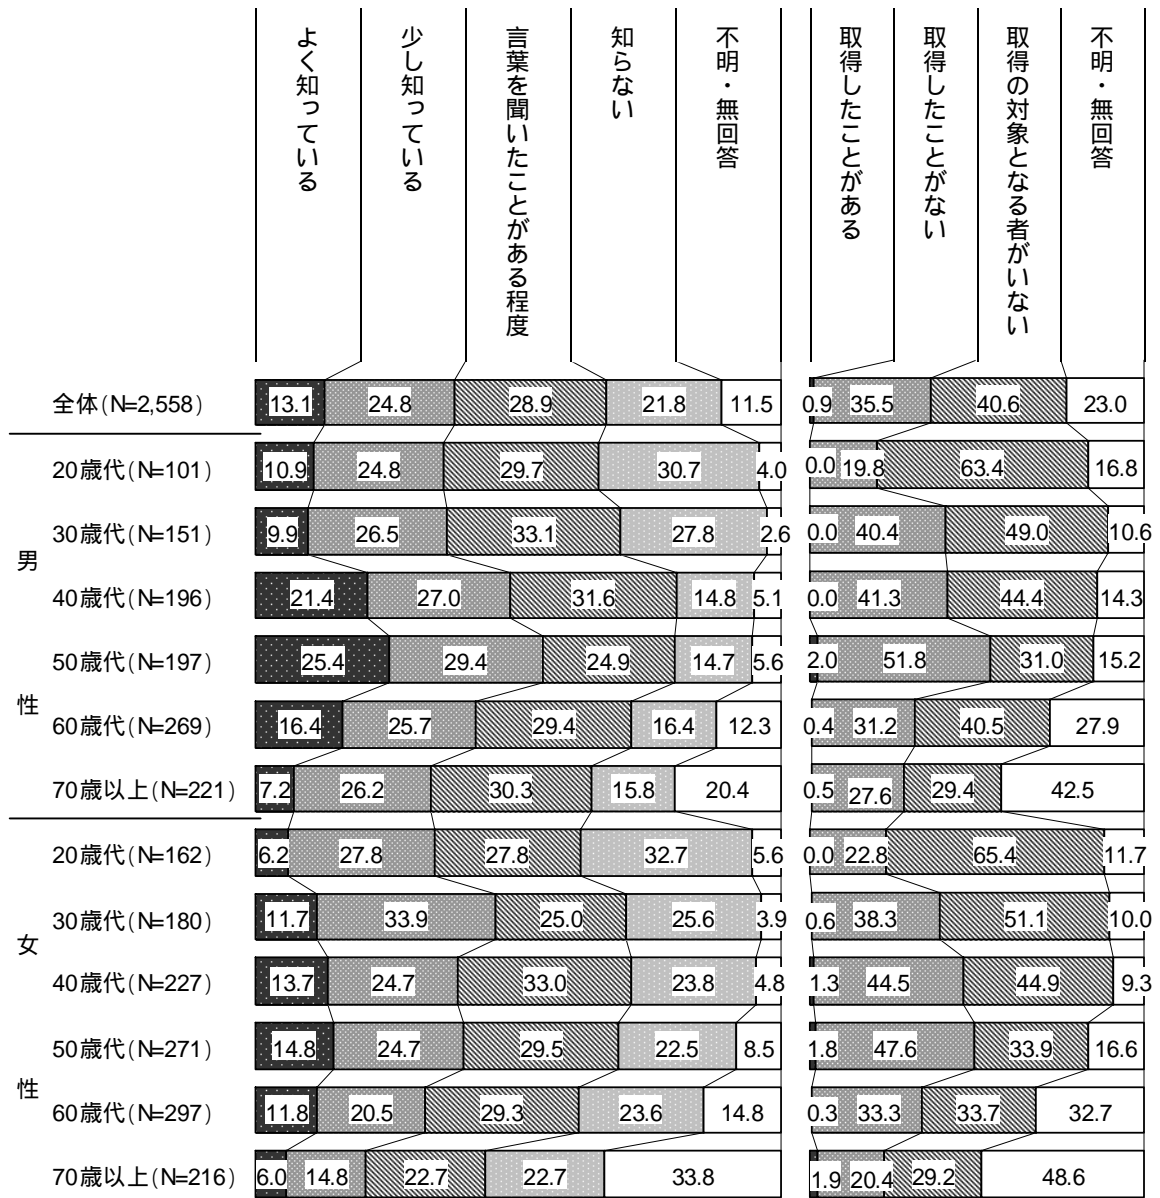 よく知っている
少し知っている
言葉を聞いたことがある程度
知らない
不明・無回答
取得したことがある
取得したことがない
取得の対象となる者がいない
不明・無回答
全体(N=2,558) 13.1 24.8 28.9 21.8 11.5 0.9 35.5 40.6 23.0
男性
20歳代(N=101) 10.9 24.8 29.7 30.7 4.0 0.0 19.8 63.4 16.8
30歳代(N=151) 9.9 26.5 33.1 27.8 2.6 0.0 40.4 49.0 10.6
40歳代(N=196) 21.4 27.0 31.6 14.8 5.1 0.0 41.3 44.4 14.3
50歳代(N=197) 25.4 29.4 24.9 14.7 5.6 2.0 51.8 31.0 15.2
60歳代(N=269) 16.4 25.7 29.4 16.4 12.3 0.4 31.2 40.5 27.9
70歳以上(N=221) 7.2 26.2 30.3 15.8 20.4 0.5 27.6 29.4 42.5
女性
20歳代(N=162) 6.2 27.8 27.8 32.7 5.6 0.0 22.8 65.4 11.7
30歳代(N=180) 11.7 33.9 25.0 25.6 3.9 0.6 38.3 51.1 10.0
40歳代(N=227) 13.7 24.7 33.0 23.8 4.8 1.3 44.5 44.9 9.3
50歳代(N=271) 14.8 24.7 29.5 22.5 8.5 1.8 47.6 33.9 16.6
60歳代(N=297) 11.8 20.5 29.3 23.6 14.8 0.3 33.3 33.7 32.7
70歳以上(N=216) 6.0 14.8 22.7 22.7 33.8 1.9 20.4 29.2 48.6